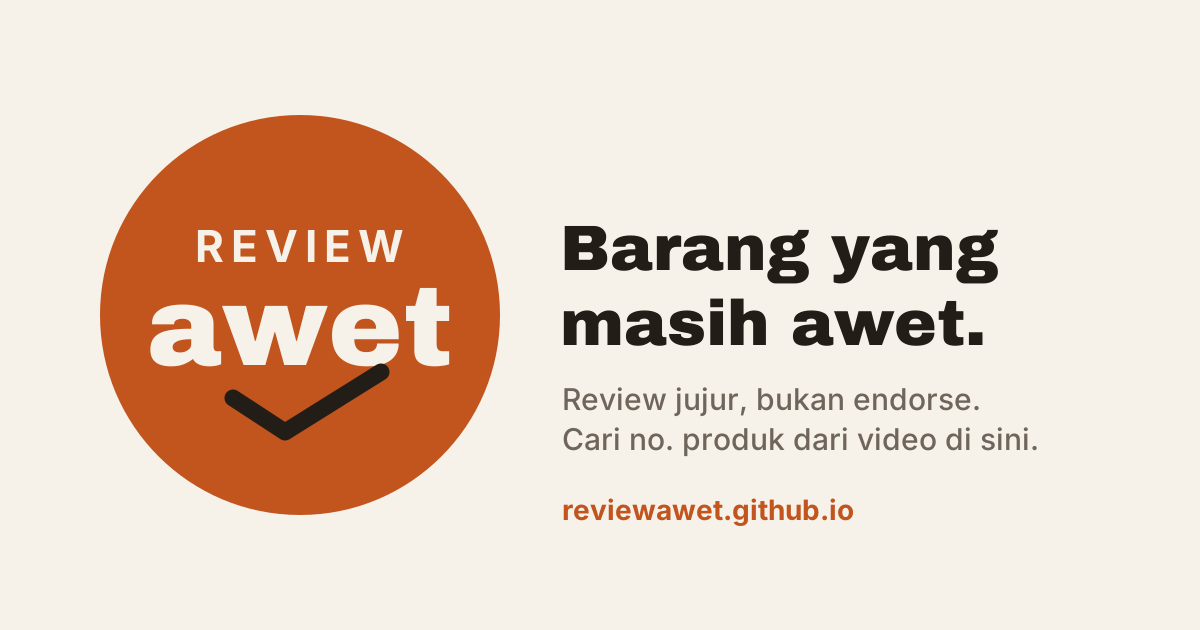 REVIEW
awet
Barang yang
masih awet.
Review jujur, bukan endorse.
Cari no. produk dari video di sini.
reviewawet.github.io